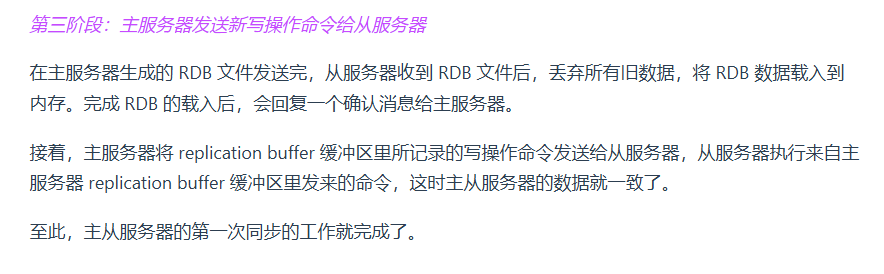 第三阶段：主服务器发送新写操作命令给从服务器
在主服务器生成的 RDB 文件发送完，从服务器收到 RDB 文件后，丢弃所有旧数据，将 RDB 数据载入到
内存。完成 RDB 的载入后，会回复一个确认消息给主服务器。
接着，主服务器将 replication buffer 缓冲区里所记录的写操作命令发送给从服务器，从服务器执行来自主
服务器 replication buffer 缓冲区里发来的命令，这时主从服务器的数据就一致了。
至此，主从服务器的第一次同步的工作就完成了。